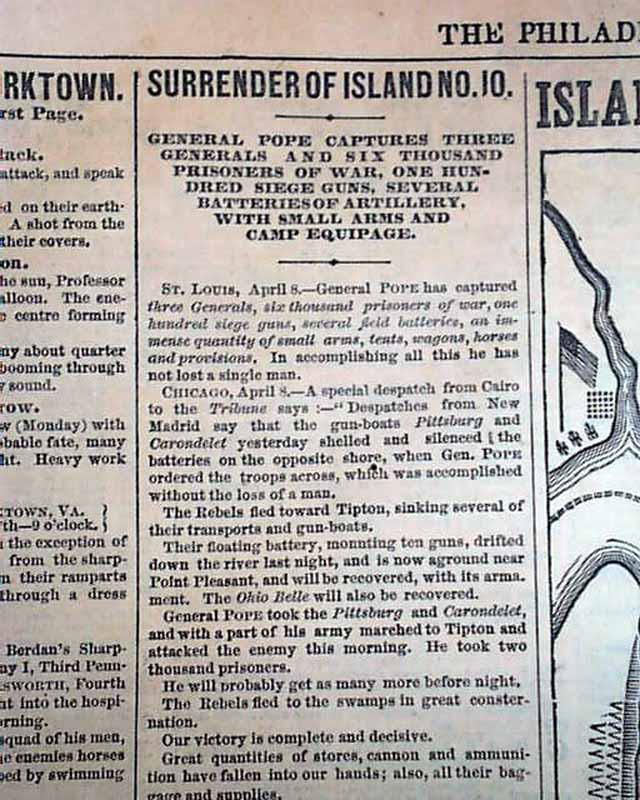 THE PHILAD
RKTOWN.
rst Page.
tack.
attack, and speak
ed on their earth-
A shot from the
their covers.
on.
he sun, Professor
alloon. The ene-
e centre forming
ny about quarter
booming through
y sound.
TOW.
w (Monday) with
bable fate, many
ht. Heavy work
KTOWN, VA. }
th—9 o'clock. }
the exception of
from the sharp-
n their ramparts
through a dress
Berdan's Sharp-
ny I, Third Penn-
SWORTH, Fourth
nt into the hospi-
orning.
squad of his men,
e enemies horses
ped by swimming
SURRENDER OF ISLAND NO. 10.
GENERAL POPE CAPTURES THREE
GENERALS AND SIX THOUSAND
PRISONERS OF WAR, ONE HUN-
DRED SIEGE GUNS, SEVERAL
BATTERIES OF ARTILLERY,
WITH SMALL ARMS AND
CAMP EQUIPAGE.
ST. LOUIS, April 8.—General POPE has captured
three Generals, six thousand prisoners of war, one
hundred siege guns, several field batteries, an im-
mense quantity of small arms, tents, wagons, horses
and provisions. In accomplishing all this he has
not lost a single man.
CHICAGO, April 8.—A special despatch from Cairo
to the Tribune says :—"Despatches from New
Madrid say that the gun-boats Pittsburg and
Carondelet yesterday shelled and silenced the
batteries on the opposite shore, when Gen. POPE
ordered the troops across, which was accomplished
without the loss of a man.
The Rebels fled toward Tipton, sinking several of
their transports and gun-boats.
Their floating battery, mounting ten guns, drifted
down the river last night, and is now aground near
Point Pleasant, and will be recovered, with its arma-
ment. The Ohio Belle will also be recovered.
General POPE took the Pittsburg and Carondelet,
and with a part of his army marched to Tipton and
attacked the enemy this morning. He took two
thousand prisoners.
He will probably get as many more before night.
The Rebels fled to the swamps in great conster-
nation.
Our victory is complete and decisive.
Great quantities of stores, cannon and ammuni-
tion have fallen into our hands; also, all their bag-
gage and supplies.
ISLA